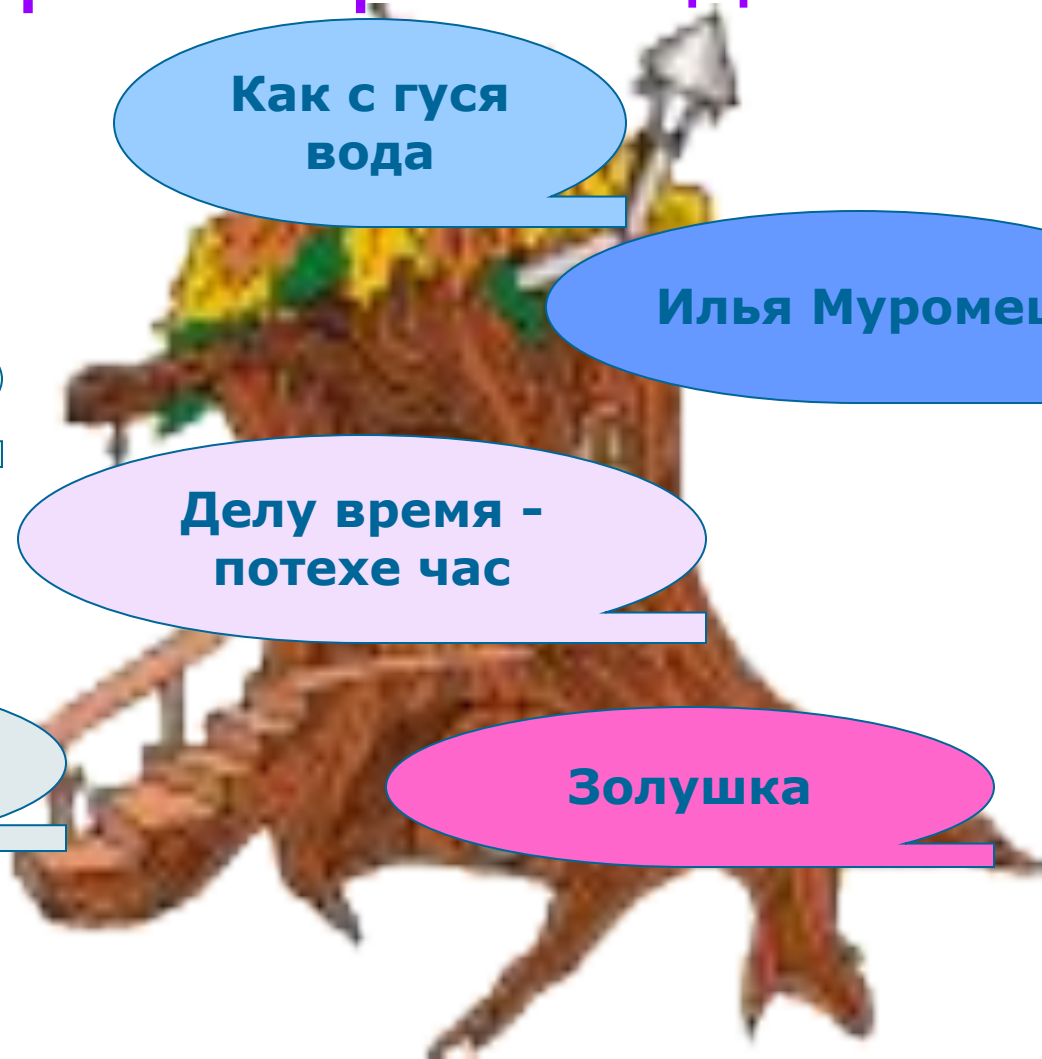 Как с гуся
вода
Илья Муромец
Делу время -
потехе час
Золушка